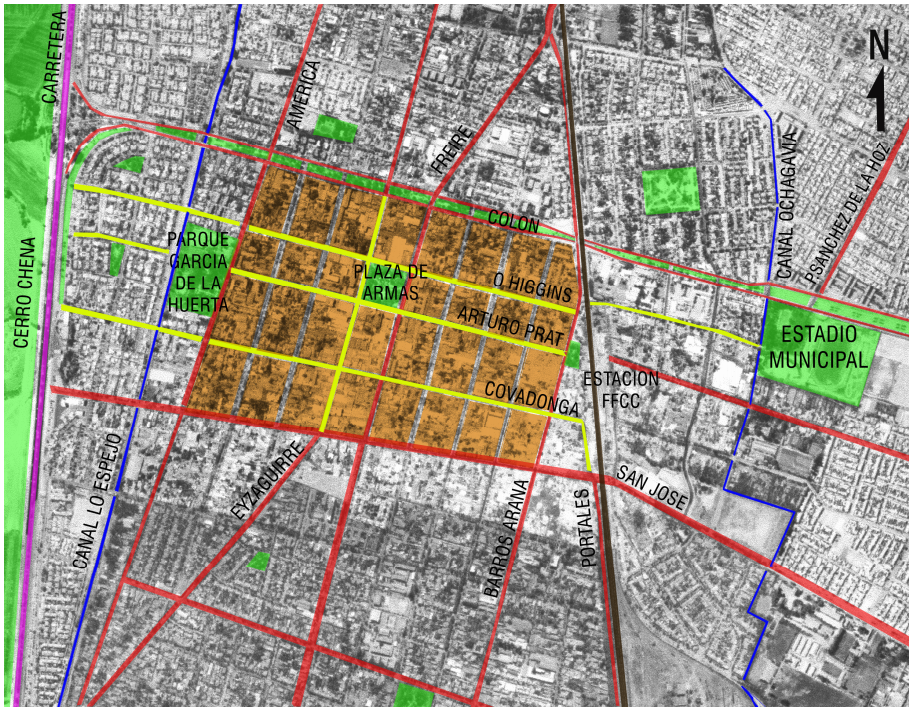 N
CARRETERA
AMERICA
FREIRE
COLON
CANAL OCHAGAVIA
PSANCHEZ DE LA HOZ
PARQUE
GARCIA
DE LA
HUERTA
PLAZA DE
ARMAS
O HIGGINS
ARTURO PRAT
CERRO CHENA
ESTADIO
MUNICIPAL
ESTACION
FFCC
COVADONGA
CANAL LO ESPEJO
EYZAGUIRRE
BARROS ARANA
PORTALES
SAN JOSE